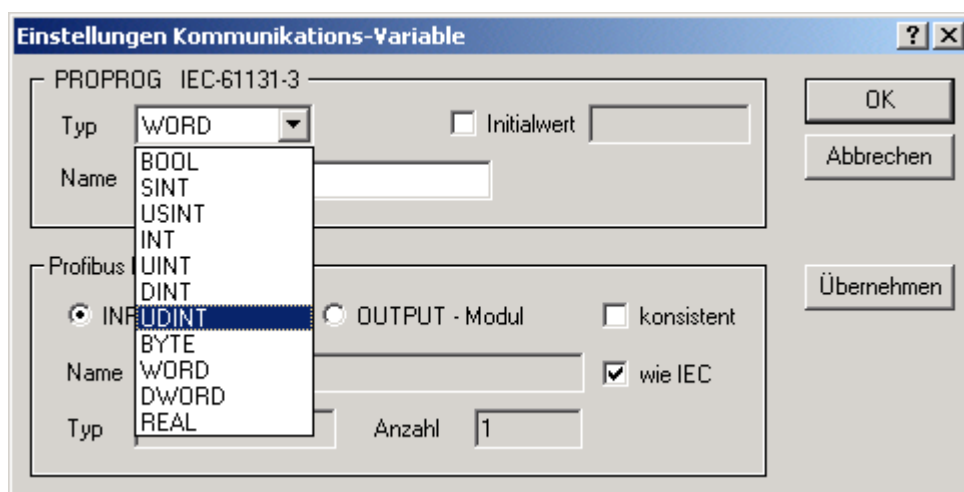 Einstellungen Kommunikations-Variable
PROPROG IEC-61131-3
OK
Typ WORD Initialwert
Abbrechen
BOOL
Name SINT
USINT
INT
Profibus UINT
DINT
Übernehmen
UDINT OUTPUT - Modul konsistent
BYTE
Name WORD wie IEC
DWORD
Typ REAL Anzahl 1